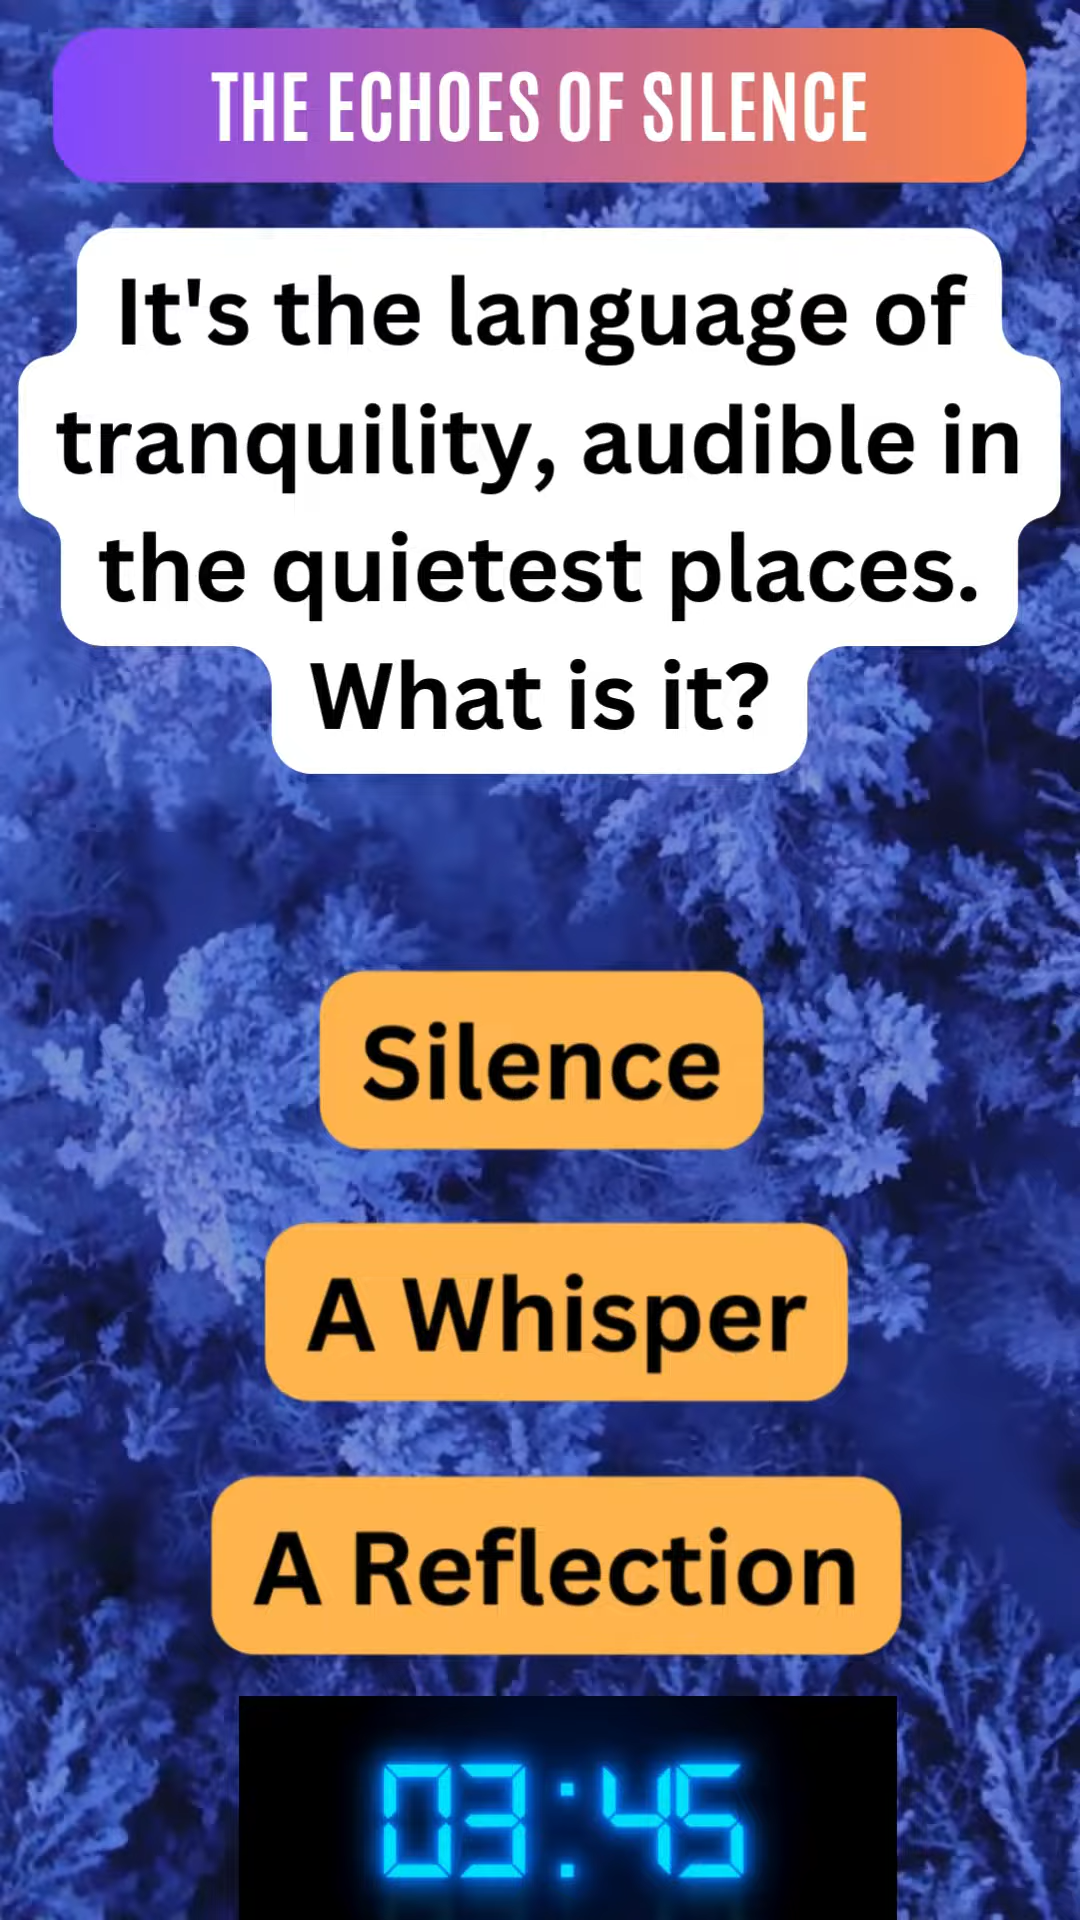 THE ECHOES OF SILENCE
It's the language of
tranquility, audible in
the quietest places.
What is it?
Silence
A Whisper
A Reflection
03:45